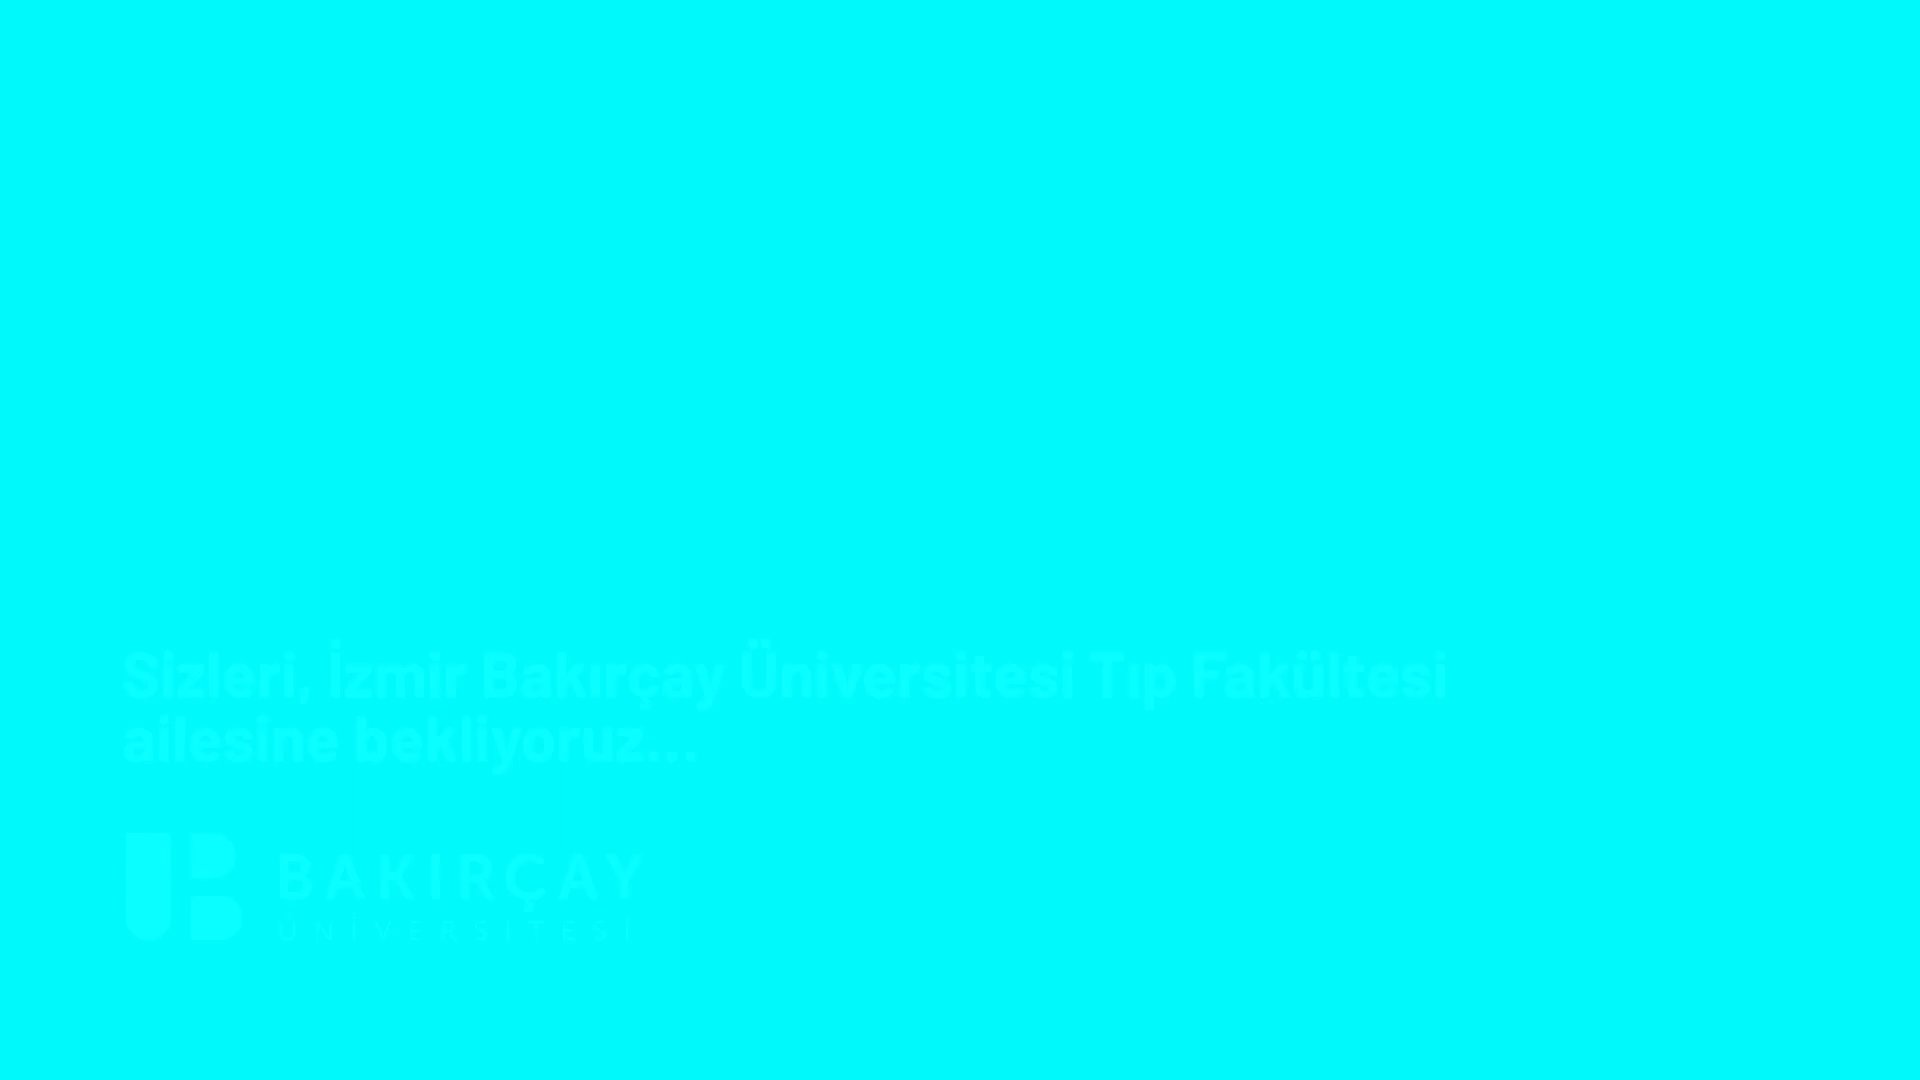 Sizleri, İzmir Bakırçay Üniversitesi Tıp Fakültesi
ailesine bekliyoruz...
BAKIRÇAY
ÜNİVERSİTESİ